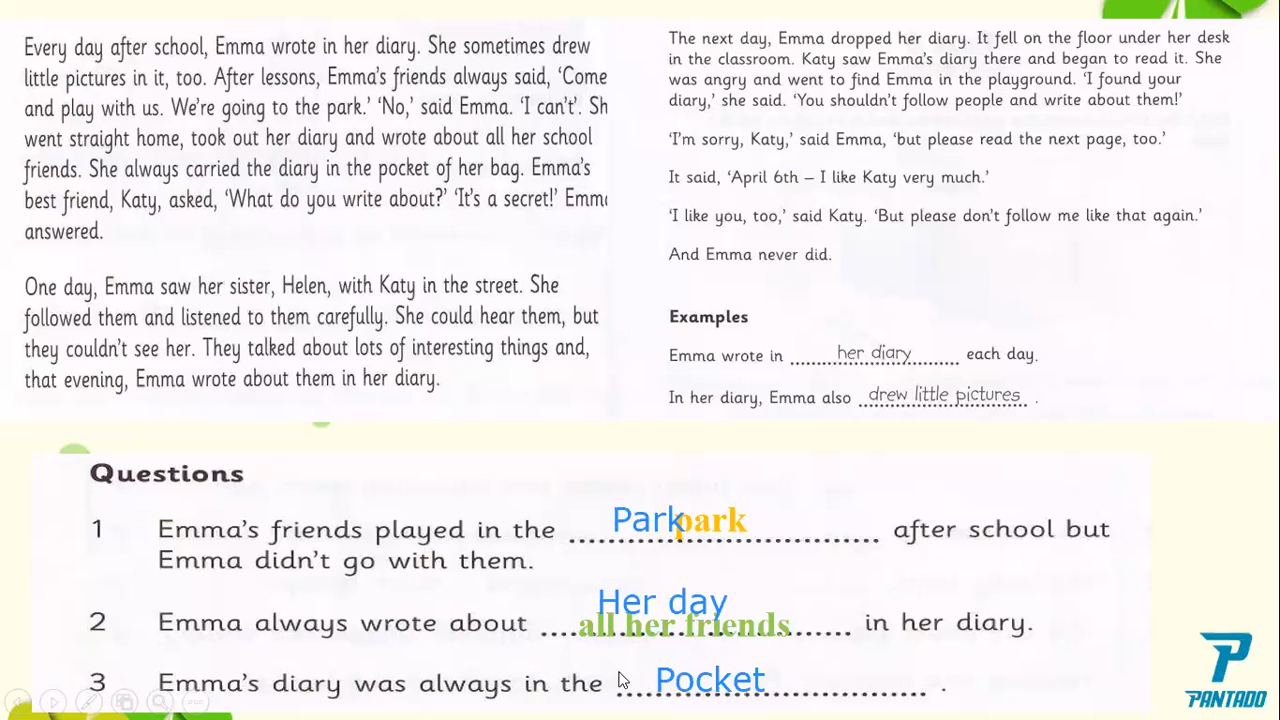 Every day after school, Emma wrote in her diary. She sometimes drew
little pictures in it, too. After lessons, Emma's friends always said, 'Come
and play with us. We're going to the park.' 'No,' said Emma. 'I can't'. Sh
went straight home, took out her diary and wrote about all her school
friends. She always carried the diary in the pocket of her bag. Emma's
best friend, Katy, asked, 'What do you write about?' 'It's a secret!' Emm
answered.
One day, Emma saw her sister, Helen, with Katy in the street. She
followed them and listened to them carefully. She could hear them, but
they couldn't see her. They talked about lots of interesting things and,
that evening, Emma wrote about them in her diary.
The next day, Emma dropped her diary. It fell on the floor under her desk
in the classroom. Katy saw Emma's diary there and began to read it. She
was angry and went to find Emma in the playground. 'I found your
diary,' she said. 'You shouldn't follow people and write about them!'
'I'm sorry, Katy,' said Emma, 'but please read the next page, too.'
It said, 'April 6th – I like Katy very much.'
'I like you, too,' said Katy. 'But please don't follow me like that again.'
And Emma never did.
Examples
Emma wrote in her diary each day.
In her diary, Emma also drew little pictures .
Questions
1 Emma's friends played in the Park park after school but
Emma didn't go with them.
Her day
2 Emma always wrote about all her friends in her diary.
3 Emma's diary was always in the Pocket .
PANTADO